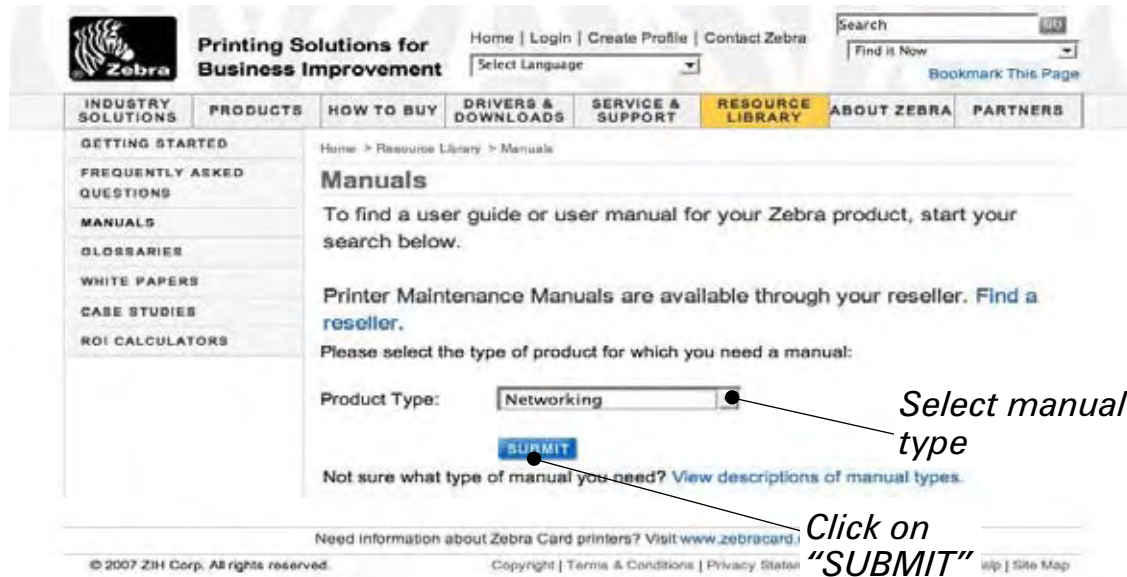 Zebra
Printing Solutions for
Business Improvement
Home | Login | Create Profile | Contact Zebra
Select Language
Search
GO
Find it Now
Bookmark This Page
INDUSTRY SOLUTIONS
PRODUCTS
HOW TO BUY
DRIVERS & DOWNLOADS
SERVICE & SUPPORT
RESOURCE LIBRARY
ABOUT ZEBRA
PARTNERS
GETTING STARTED
FREQUENTLY ASKED
QUESTIONS
MANUALS
GLOSSARIES
WHITE PAPERS
CASE STUDIES
ROI CALCULATORS
Home > Resource Library > Manuals
Manuals
To find a user guide or user manual for your Zebra product, start your
search below.
Printer Maintenance Manuals are available through your reseller. Find a
reseller.
Please select the type of product for which you need a manual:
Product Type: Networking
Select manual
type
SUBMIT
Not sure what type of manual you need? View descriptions of manual types.
Click on
“SUBMIT”
Need information about Zebra Card printers? Visit www.zebracard.
© 2007 ZIH Corp. All rights reserved.
Copyright | Terms & Conditions | Privacy
| Site Map